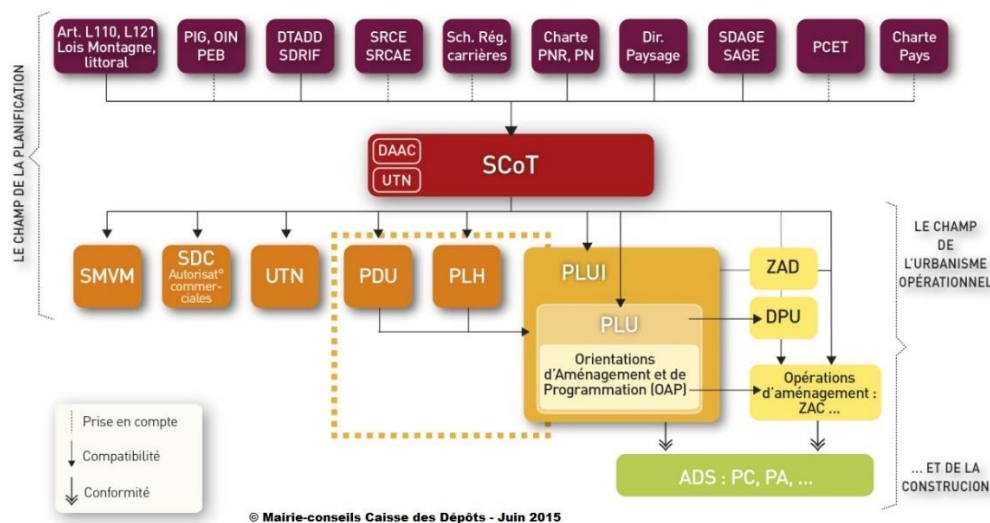 LE CHAMP DE LA PLANIFICATION
Art. L110, L121
Lois Montagne,
littoral
PIG, OIN
PEB
DTADD
SDRIF
SRCE
SRCAE
Sch. Rég.
carrières
Charte
PNR, PN
Dir.
Paysage
SDAGE
SAGE
PCET
Charte
Pays
DAAC
UTN
SCoT
SMVM
SDC
Autorisat°
commer-
ciales
UTN
PDU
PLH
PLUI
PLU
Orientations
d'Aménagement et de
Programmation (OAP)
ZAD
DPU
Opérations
d'aménagement :
ZAC ...
LE CHAMP
DE
L'URBANISME
OPÉRATIONNEL
... ET DE LA
CONSTRUCION
ADS : PC, PA, ...
Prise en compte
Compatibilité
Conformité
© Mairie-conseils Caisse des Dépôts - Juin 2015